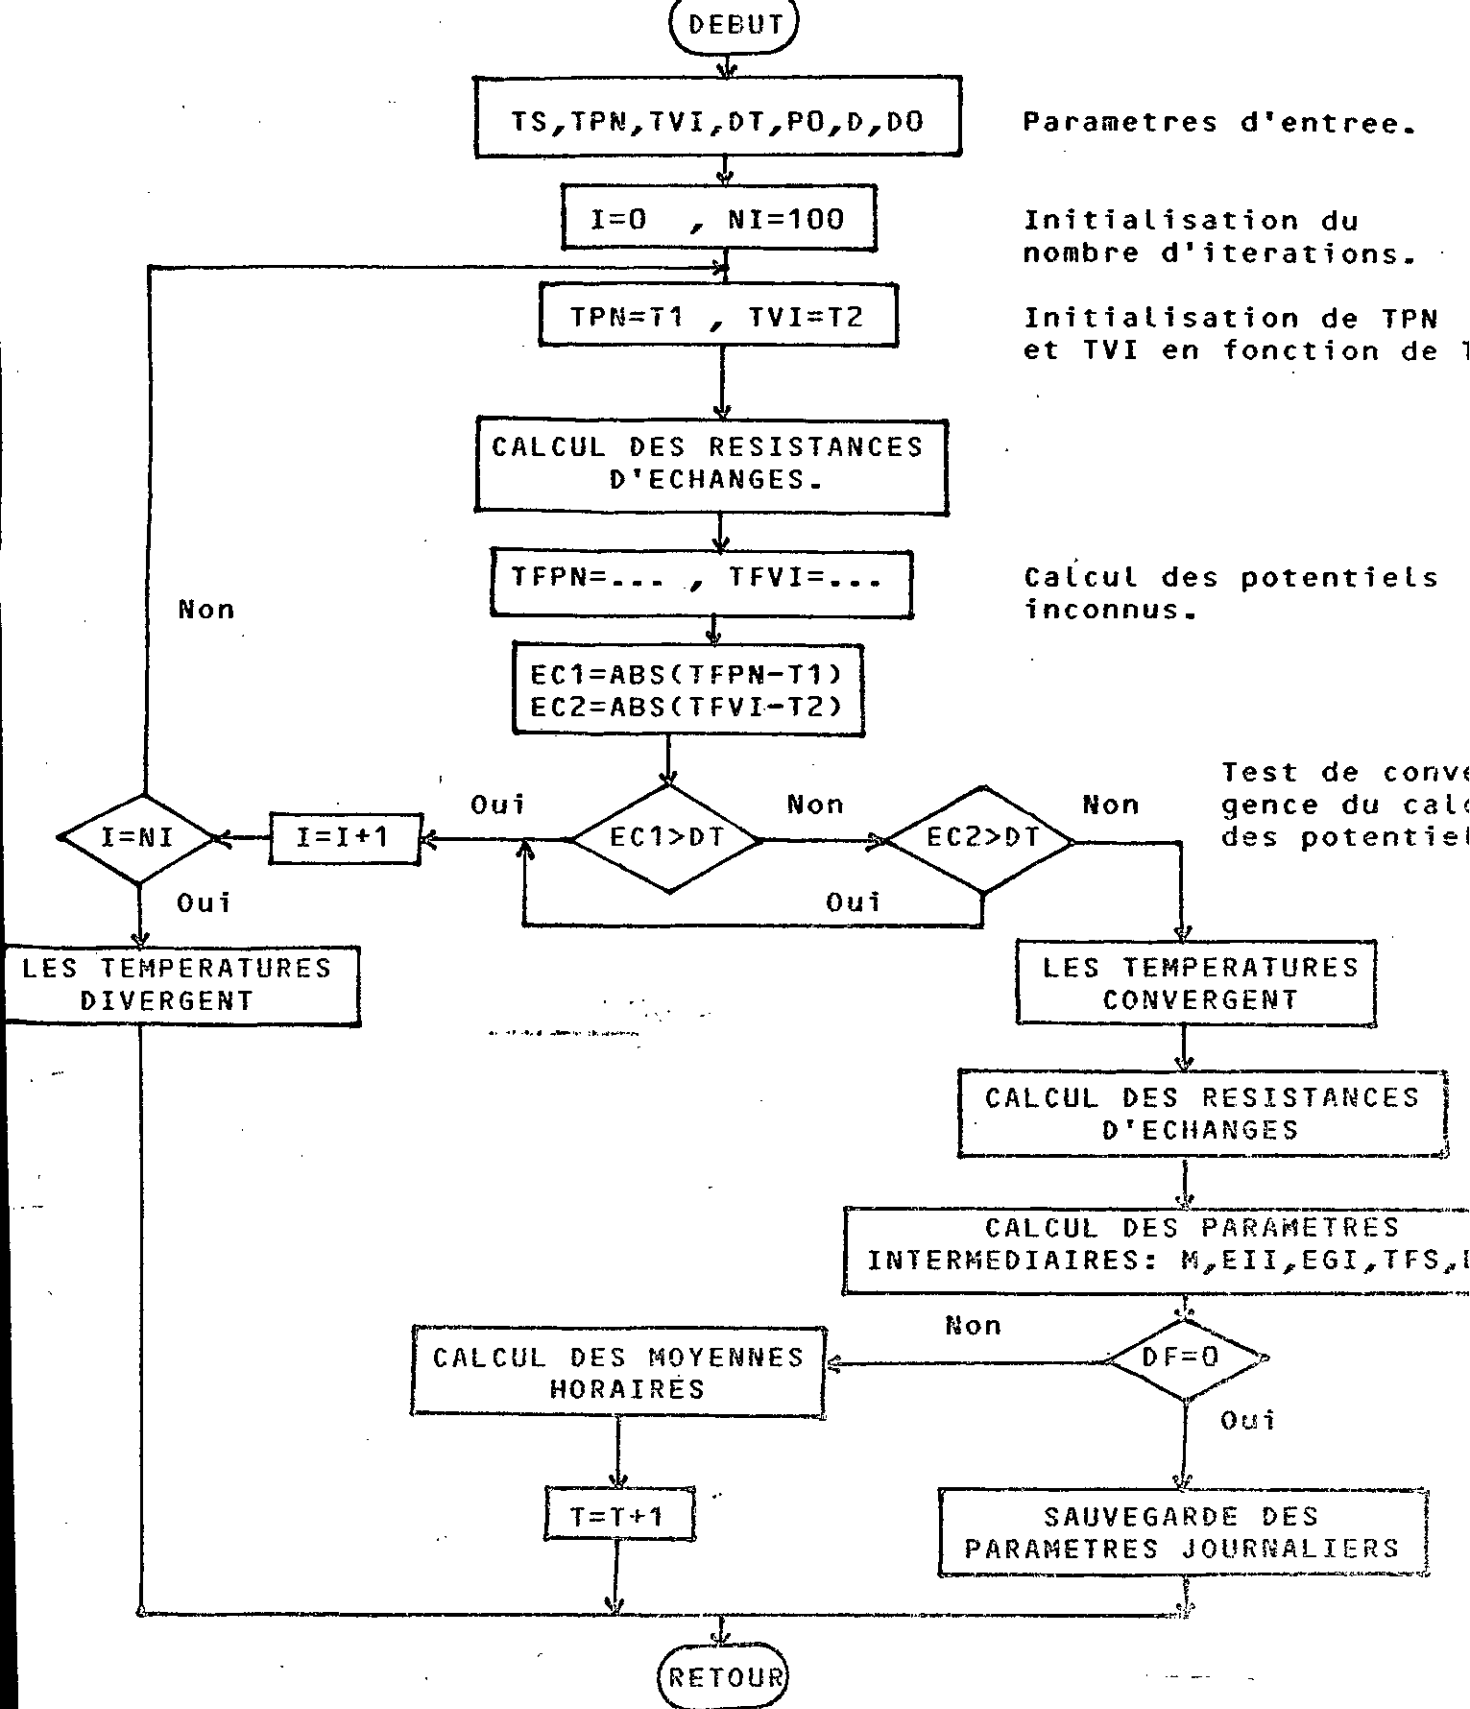 DEBUT
TS,TPN,TVI,DT,PO,D,DO
Parametres d'entree.
I=0 , NI=100
Initialisation du
nombre d'iterations.
TPN=T1 , TVI=T2
Initialisation de TPN
et TVI en fonction de
CALCUL DES RESISTANCES
D'ECHANGES.
TFPN=... , TFVI=...
Calcul des potentiels
inconnus.
Non
EC1=ABS(TFPN-T1)
EC2=ABS(TFVI-T2)
Test de
gence du
des
I=NI
I=I+1
Oui
EC1>DT
Non
EC2>DT
Non
Oui
Oui
LES TEMPERATURES
DIVERGENT
LES TEMPERATURES
CONVERGENT
CALCUL DES RESISTANCES
D'ECHANGES
CALCUL DES PARAMETRES
INTERMEDIAIRES: M,EII,EGI,TFS,
Non
CALCUL DES MOYENNES
HORAIRES
DF=0
Oui
T=T+1
SAUVEGARDE DES
PARAMETRES JOURNALIERS
RETOUR